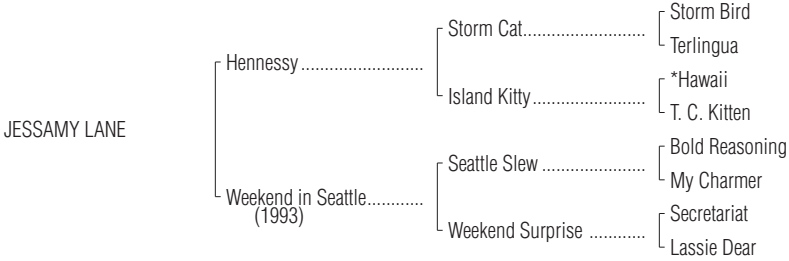 Storm Bird
Storm Cat..........................
Terlingua
Hennessy ..........................
*Hawaii
Island Kitty........................
T. C. Kitten
JESSAMY LANE
Bold Reasoning
Seattle Slew ......................
My Charmer
Weekend in Seattle............
(1993)
Secretariat
Weekend Surprise ............
Lassie Dear